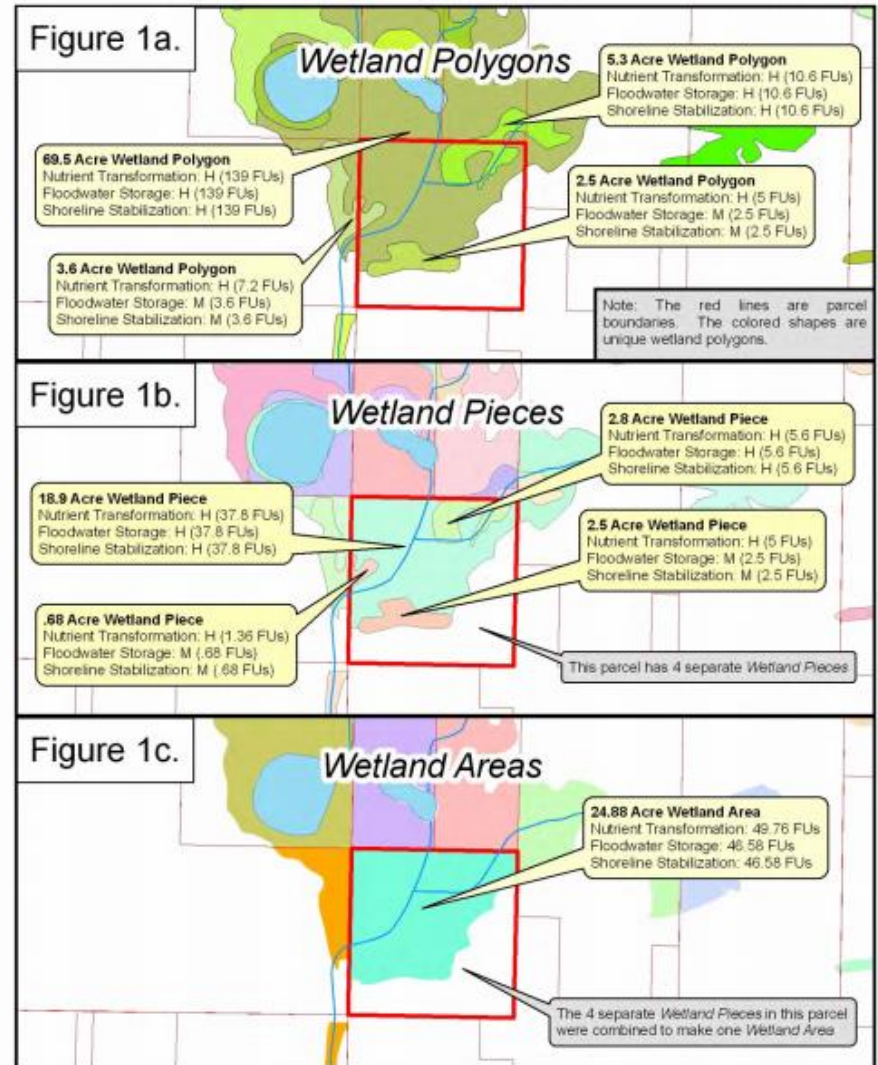 Figure 1a.
Wetland Polygons
5.3 Acre Wetland Polygon
Nutrient Transformation: H (10.6 FUs)
Floodwater Storage: H (10.6 FUs)
Shoreline Stabilization: H (10.6 FUs)
69.5 Acre Wetland Polygon
Nutrient Transformation: H (139 FUs)
Floodwater Storage: H (139 FUs)
Shoreline Stabilization: H (139 FUs)
2.5 Acre Wetland Polygon
Nutrient Transformation: H (5 FUs)
Floodwater Storage: M (2.5 FUs)
Shoreline Stabilization: M (2.5 FUs)
3.6 Acre Wetland Polygon
Nutrient Transformation: H (7.2 FUs)
Floodwater Storage: M (3.6 FUs)
Shoreline Stabilization: M (3.6 FUs)
Note: The red lines are parcel
boundaries. The colored shapes are
unique wetland polygons.
Figure 1b.
Wetland Pieces
2.8 Acre Wetland Piece
Nutrient Transformation: H (5.6 FUs)
Floodwater Storage: H (5.6 FUs)
Shoreline Stabilization: H (5.6 FUs)
18.9 Acre Wetland Piece
Nutrient Transformation: H (37.8 FUs)
Floodwater Storage: H (37.8 FUs)
Shoreline Stabilization: H (37.8 FUs)
2.5 Acre Wetland Piece
Nutrient Transformation: H (5 FUs)
Floodwater Storage: M (2.5 FUs)
Shoreline Stabilization: M (2.5 FUs)
.68 Acre Wetland Piece
Nutrient Transformation: H (1.36 FUs)
Floodwater Storage: M (.68 FUs)
Shoreline Stabilization: M (.68 FUs)
This parcel has 4 separate Wetland Pieces
Figure 1c.
Wetland Areas
24.88 Acre Wetland Area
Nutrient Transformation: 49.76 FUs
Floodwater Storage: 46.58 FUs
Shoreline Stabilization: 46.58 FUs
The 4 separate Wetland Pieces in this parcel
were combined to make one Wetland Area